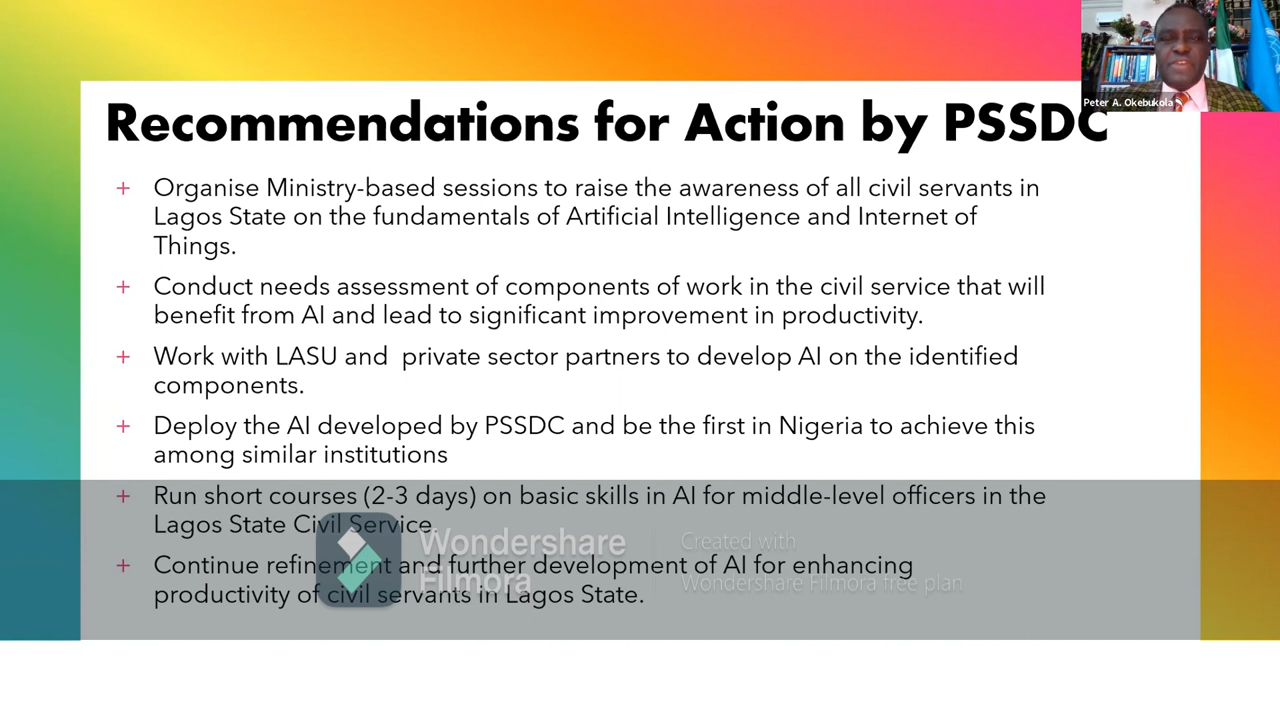 Peter A. Okebukola
Recommendations for Action by PSSDC
+ Organise Ministry-based sessions to raise the awareness of all civil servants in
Lagos State on the fundamentals of Artificial Intelligence and Internet of
Things.
+ Conduct needs assessment of components of work in the civil service that will
benefit from AI and lead to significant improvement in productivity.
+ Work with LASU and private sector partners to develop AI on the identified
components.
+ Deploy the AI developed by PSSDC and be the first in Nigeria to achieve this
among similar institutions
+ Run short courses (2-3 days) on basic skills in AI for middle-level officers in the
Lagos State Civil Service.
+ Continue refinement and further development of AI for enhancing
productivity of civil servants in Lagos State.
Wondershare
Filmora
Created with
Wondershare Filmora free plan